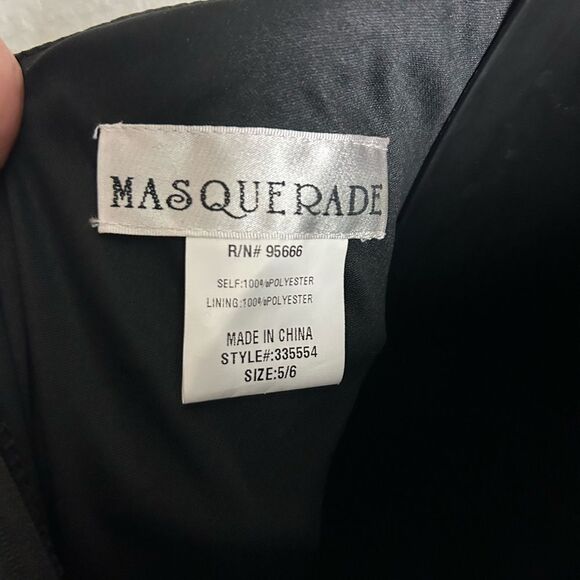 MASQUERADE
R/N# 95666
SELF:100%POLYESTER
LINING:100%POLYESTER
MADE IN CHINA
STYLE#:335554
SIZE:5/6